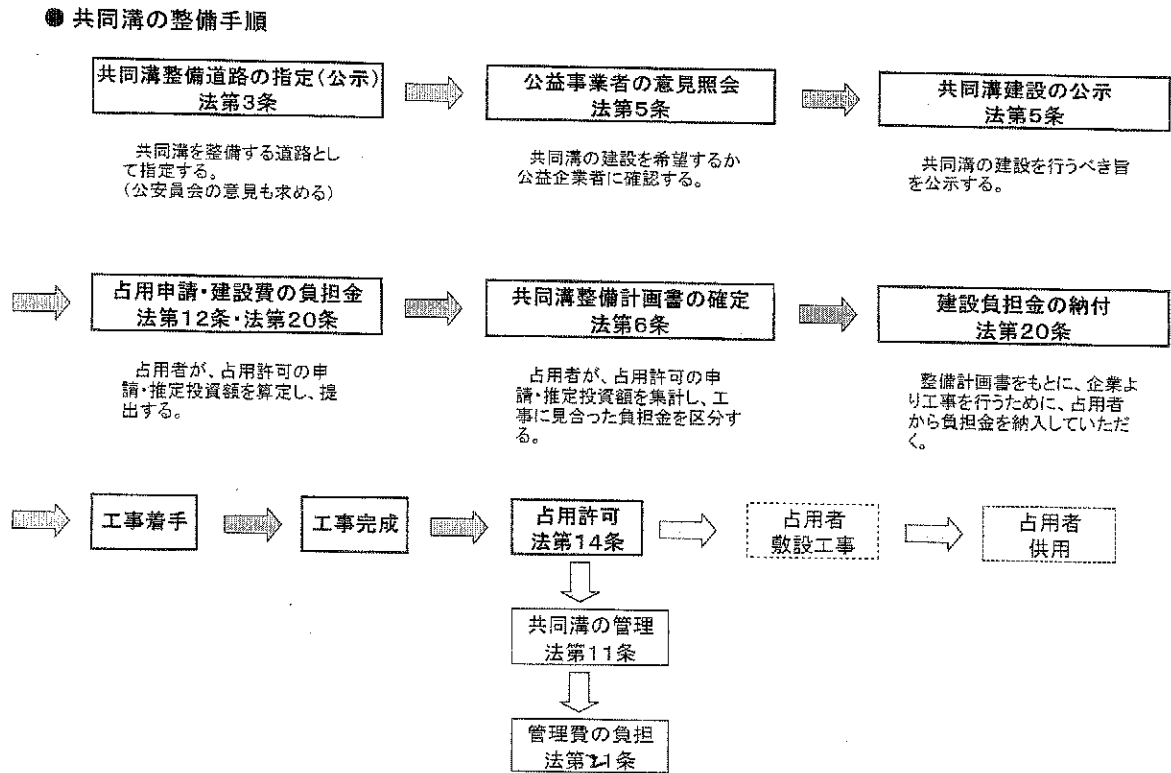 ● 共同溝の整備手順
共同溝整備道路の指定(公示)
法第3条
公益事業者の意見照会
法第5条
共同溝建設の公示
法第5条
共同溝を整備する道路とし
て指定する。
(公安員会の意見も求める)
共同溝の建設を希望するか
公益企業者に確認する。
共同溝の建設を行うべき旨
を公示する。
占用申請・建設費の負担金
法第12条・法第20条
共同溝整備計画書の確定
法第6条
建設負担金の納付
法第20条
占用者が、占用許可の申
請・推定投資額を算定し、提
出する。
占用者が、占用許可の申
請・推定投資額を集計し、工
事に見合った負担金を区分す
る。
整備計画書をもとに、企業よ
り工事を行うために、占用者
から負担金を納入していただ
く。
工事着手
工事完成
占用許可
法第14条
占用者
敷設工事
占用者
供用
共同溝の管理
法第11条
管理費の負担
法第21条